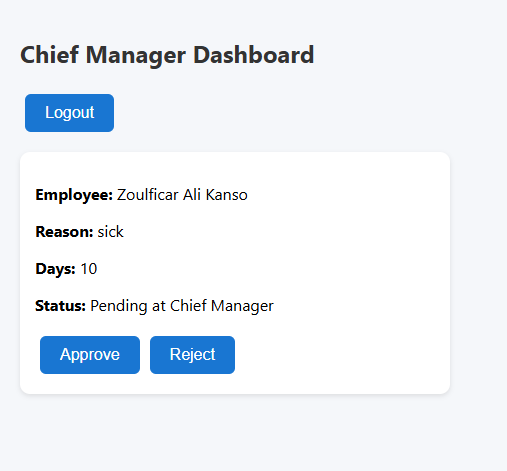 Chief Manager Dashboard
Logout
Employee: Zoulficar Ali Kanso
Reason: sick
Days: 10
Status: Pending at Chief Manager
Approve Reject